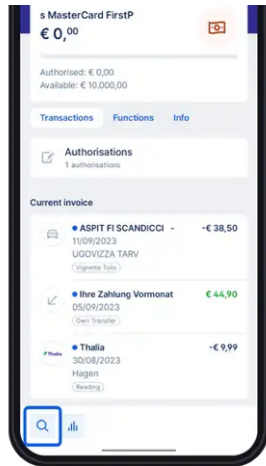 s MasterCard FirstP
€ 0,00
Authorised: € 0,00
Available: € 10.000,00
Transactions Functions Info
Authorisations
1 authorisations
Current invoice
ASPIT FI SCANDICCI - -€ 38,50
11/09/2023
UGOVIZZA TARV
Vignette Tolls
Ihre Zahlung Vormonat € 44,90
05/09/2023
Own Transfer
Thalia Thalia -€ 9,99
30/08/2023
Hagen
Reading